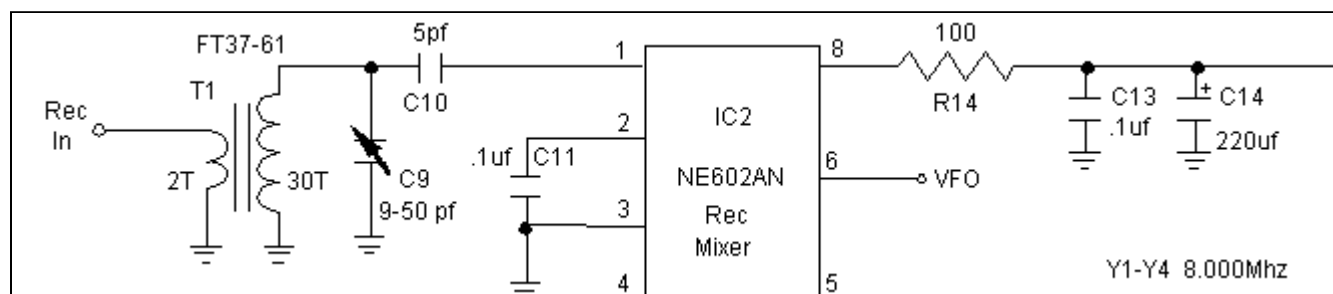 FT37-61
T1
Rec
In
2T
30T
5pf
C10
C9
9-50 pf
.1uf
C11
1
2
3
4
IC2
NE602AN
Rec
Mixer
8
6
5
100
R14
VFO
C13
.1uf
+
C14
220uf
Y1-Y4 8.000Mhz